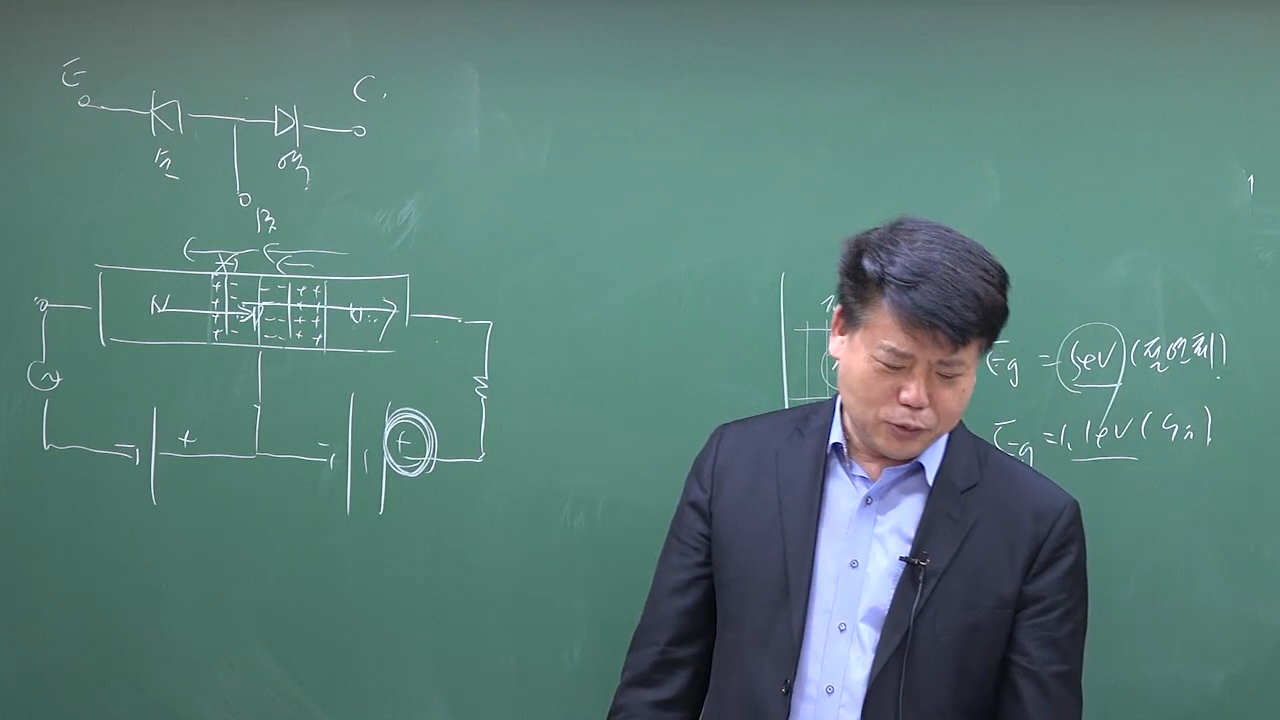 E
C.
순
역
B
N
- +
- +
Eg = 5eV (절연체)
Eg = 1.1eV (Si)
1